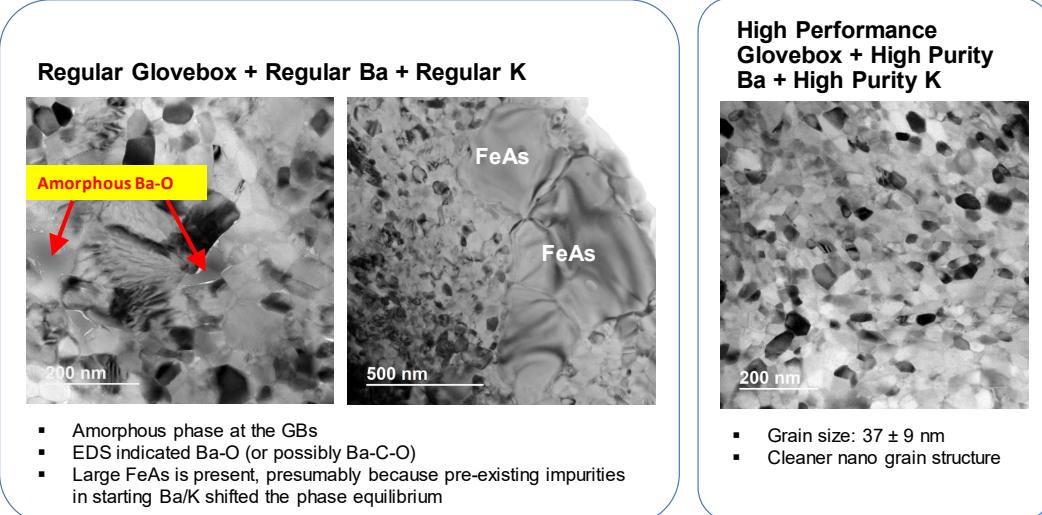 Regular Glovebox + Regular Ba + Regular K
Amorphous Ba-O
200 nm
FeAs
FeAs
500 nm
▪ Amorphous phase at the GBs
▪ EDS indicated Ba-O (or possibly Ba-C-O)
▪ Large FeAs is present, presumably because pre-existing impurities
in starting Ba/K shifted the phase equilibrium
High Performance
Glovebox + High Purity
Ba + High Purity K
200 nm
▪ Grain size: 37 ± 9 nm
▪ Cleaner nano grain structure